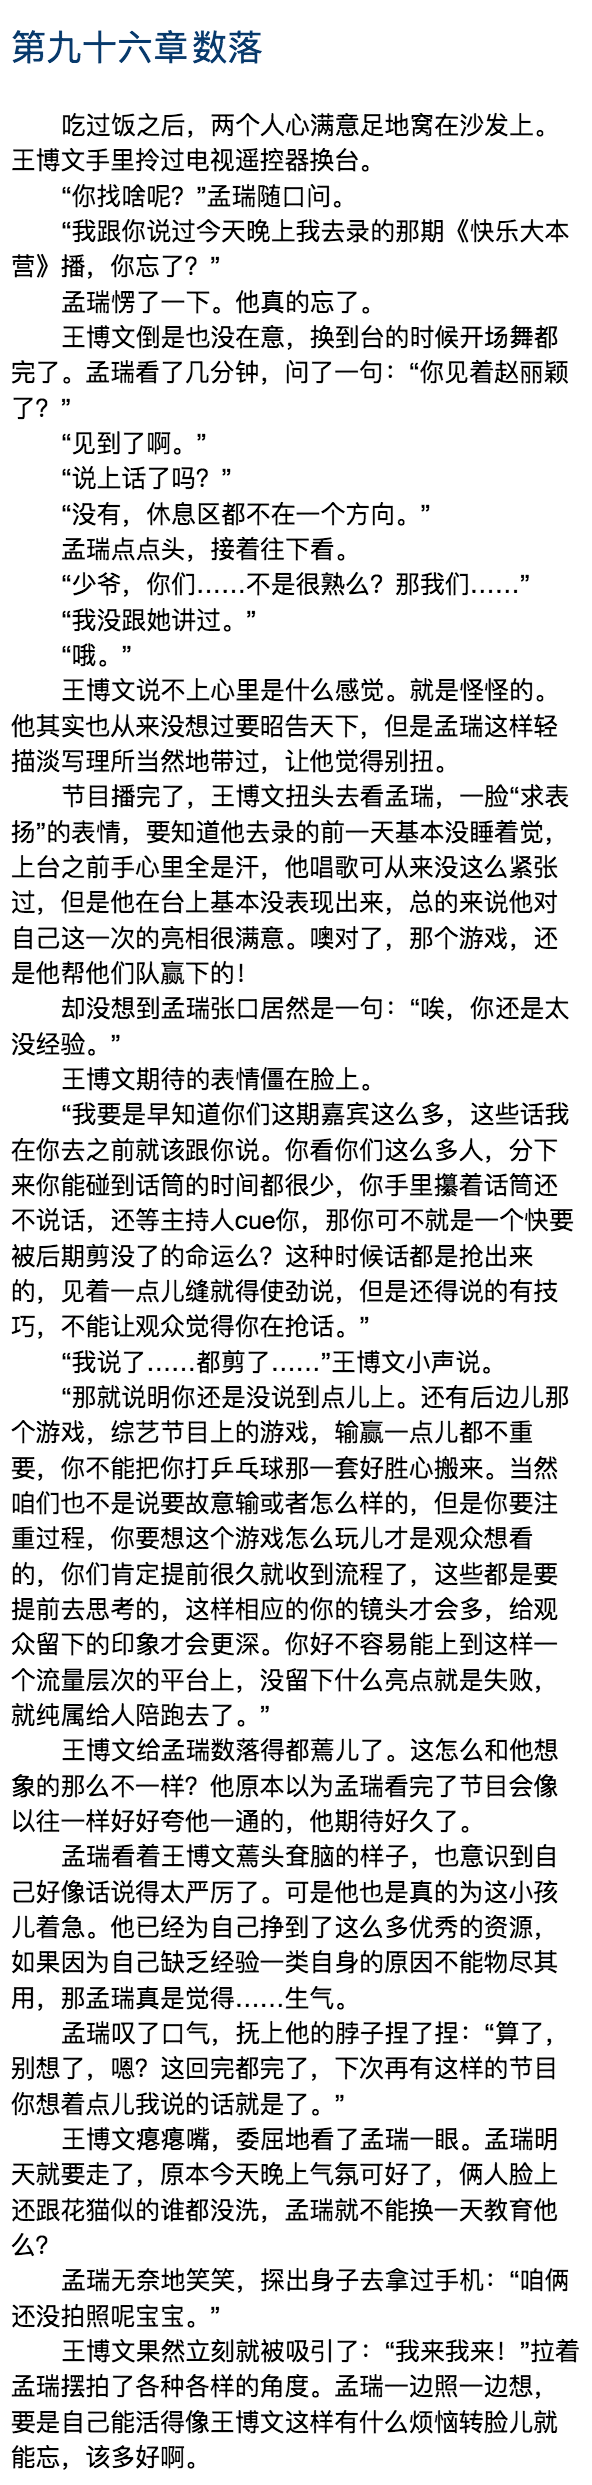 第九十六章 数落
吃过饭之后，两个人心满意足地窝在沙发上。
王博文手里拎过电视遥控器换台。
“你找啥呢？”孟瑞随口问。
“我跟你说过今天晚上我去录的那期《快乐大本
营》播，你忘了？”
孟瑞愣了一下。他真的忘了。
王博文倒是也没在意，换到台的时候开场舞都
完了。孟瑞看了几分钟，问了一句：“你见着赵丽颖
了？”
“见到了啊。”
“说上话了吗？”
“没有，休息区都不在一个方向。”
孟瑞点点头，接着往下看。
“少爷，你们……不是很熟么？那我们……”
“我没跟她讲过。”
“哦。”
王博文说不上心里是什么感觉。就是怪怪的。
他其实也从来没想过要昭告天下，但是孟瑞这样轻
描淡写理所当然地带过，让他觉得别扭。
节目播完了，王博文扭头去看孟瑞，一脸“求表
扬”的表情，要知道他去录的前一天基本没睡着觉，
上台之前手心里全是汗，他唱歌可从来没这么紧张
过，但是他在台上基本没表现出来，总的来说他对
自己这一次的亮相很满意。噢对了，那个游戏，还
是他帮他们队赢下的！
却没想到孟瑞张口居然是一句：“唉，你还是太
没经验。”
王博文期待的表情僵在脸上。
“我要是早知道你们这期嘉宾这么多，这些话我
在你去之前就该跟你说。你看你们这么多人，分下
来你能碰到话筒的时间都很少，你手里攥着话筒还
不说话，还等主持人cue你，那你可不就是一个快要
被后期剪没了的命运么？这种时候话都是抢出来
的，见着一点儿缝就得使劲说，但是还得说的有技
巧，不能让观众觉得你在抢话。”
“我说了……都剪了……”王博文小声说。
“那就说明你还是没说到点儿上。还有后边儿那
个游戏，综艺节目上的游戏，输赢一点儿都不重
要，你不能把你打乒乓球那一套好胜心搬来。当然
咱们也不是说要故意输或者怎么样的，但是你要注
重过程，你要想这个游戏怎么玩儿才是观众想看
的，你们肯定提前很久就收到流程了，这些都是要
提前去思考的，这样相应的你的镜头才会多，给观
众留下的印象才会更深。你好不容易能上到这样一
个流量层次的平台上，没留下什么亮点就是失败，
就纯属给人陪跑去了。”
王博文给孟瑞数落得都蔫儿了。这怎么和他想
象的那么不一样？他原本以为孟瑞看完了节目会像
以往一样好好夸他一通的，他期待好久了。
孟瑞看着王博文蔫头耷脑的样子，也意识到自
己好像话说得太严厉了。可是他也是真的为这小孩
儿着急。他已经为自己挣到了这么多优秀的资源，
如果因为自己缺乏经验一类自身的原因不能物尽其
用，那孟瑞真是觉得……生气。
孟瑞叹了口气，抚上他的脖子捏了捏：“算了，
别想了，嗯？这回完都完了，下次再有这样的节目
你想着点儿我说的话就是了。”
王博文瘪瘪嘴，委屈地看了孟瑞一眼。孟瑞明
天就要走了，原本今天晚上气氛可好了，俩人脸上
还跟花猫似的谁都没洗，孟瑞就不能换一天教育他
么？
孟瑞无奈地笑笑，探出身子去拿过手机：“咱俩
还没拍照呢宝宝。”
王博文果然立刻就被吸引了：“我来我来！”拉着
孟瑞摆拍了各种各样的角度。孟瑞一边照一边想，
要是自己能活得像王博文这样有什么烦恼转脸儿就
能忘，该多好啊。